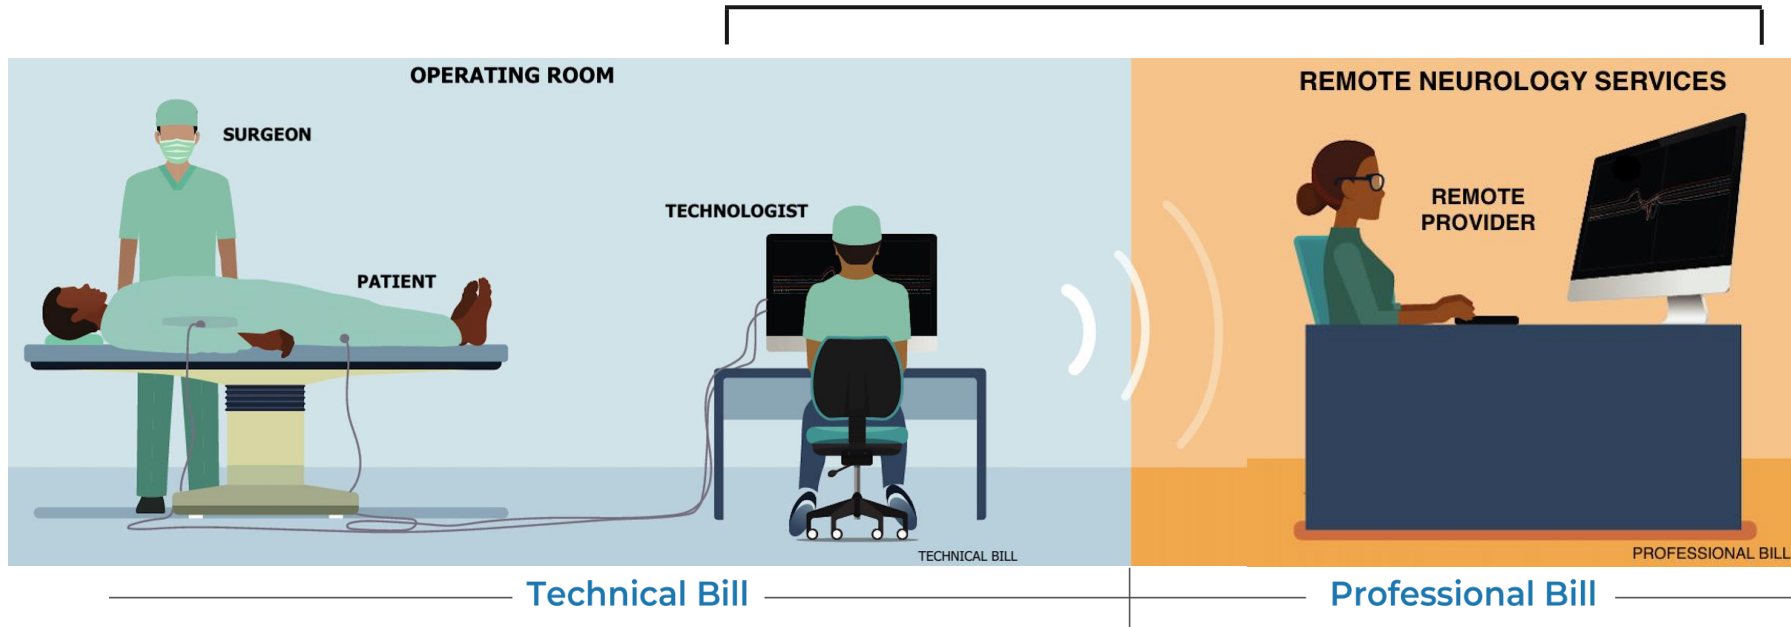 OPERATING ROOM
REMOTE NEUROLOGY SERVICES
SURGEON
TECHNOLOGIST
REMOTE
PROVIDER
PATIENT
TECHNICAL BILL
PROFESSIONAL BILL
Technical Bill
Professional Bill